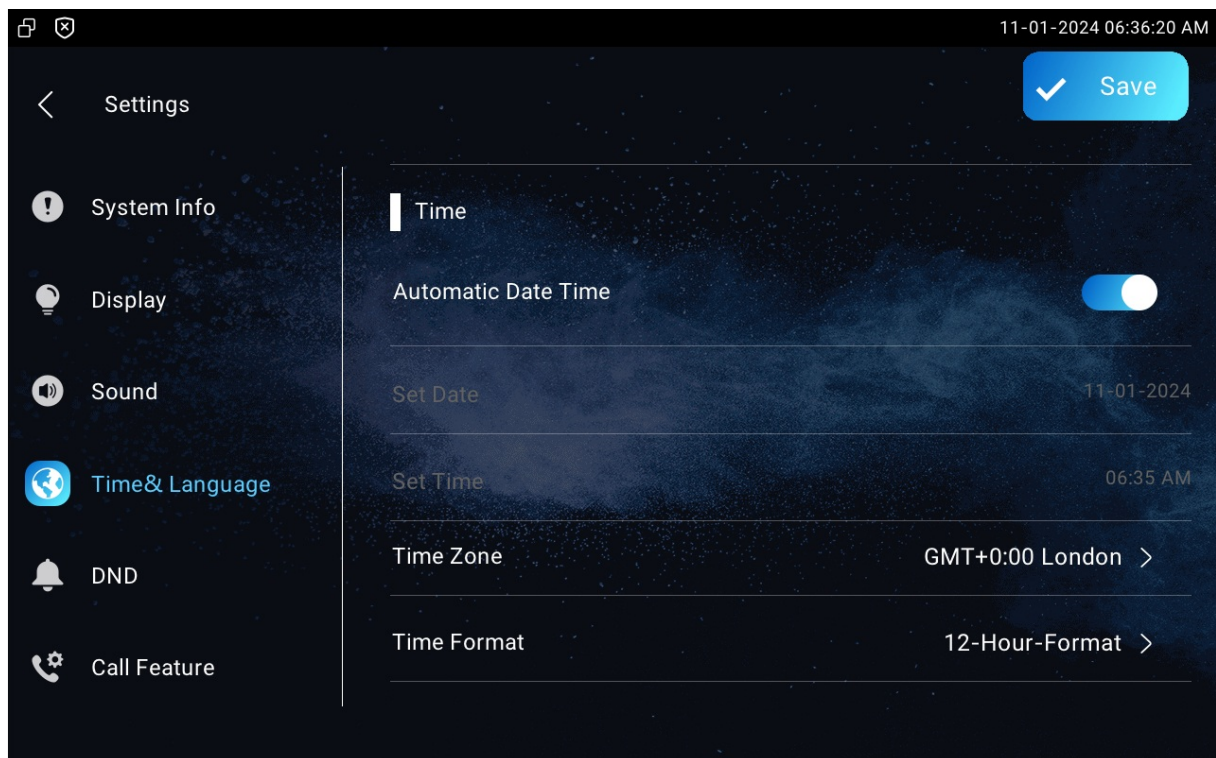 11-01-2024 06:36:20 AM
Settings
Save
System Info
Display
Sound
Time& Language
DND
Call Feature
Time
Automatic Date Time
Set Date 11-01-2024
Set Time 06:35 AM
Time Zone GMT+0:00 London
Time Format 12-Hour-Format